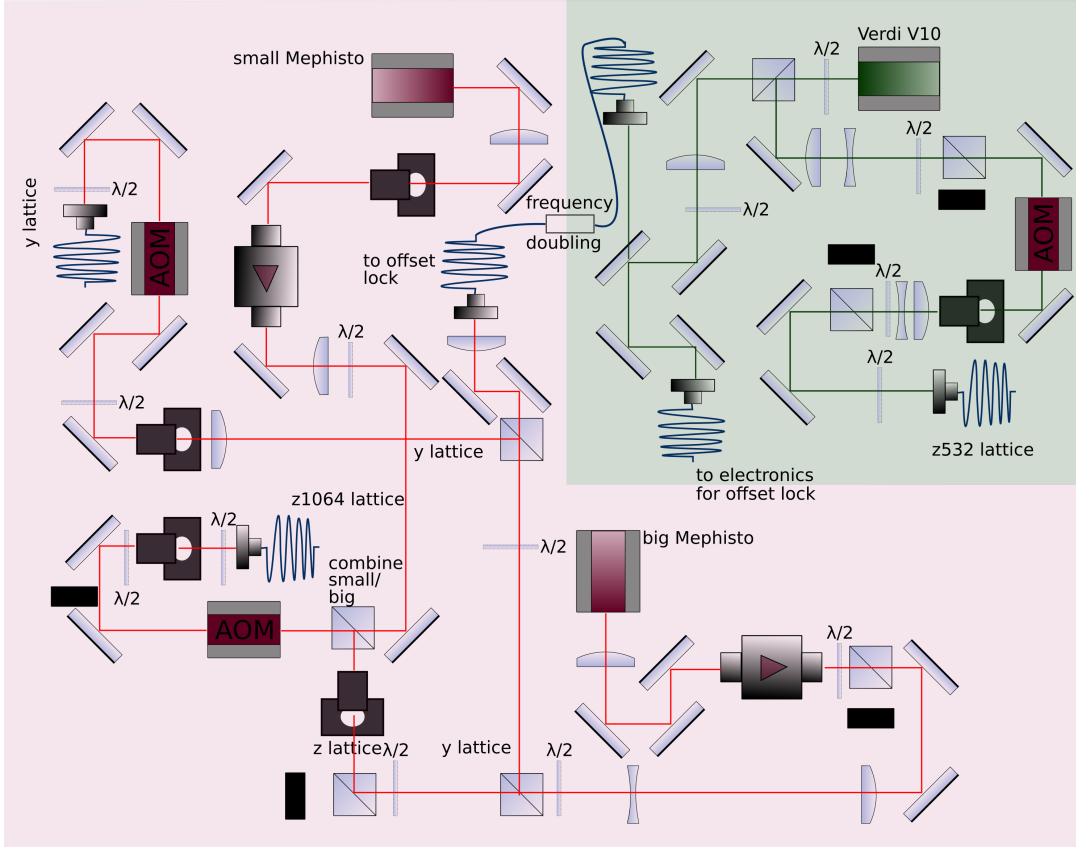 Verdi V10
λ/2
small Mephisto
λ/2
λ/2
y lattice
frequency
doubling
λ/2
AOM
AOM
to offset
lock
λ/2
λ/2
λ/2
λ/2
y lattice
z532 lattice
to electronics
for offset lock
z1064 lattice
λ/2
big Mephisto
λ/2
combine
small/
big
λ/2
AOM
λ/2
z lattice
λ/2
y lattice
λ/2